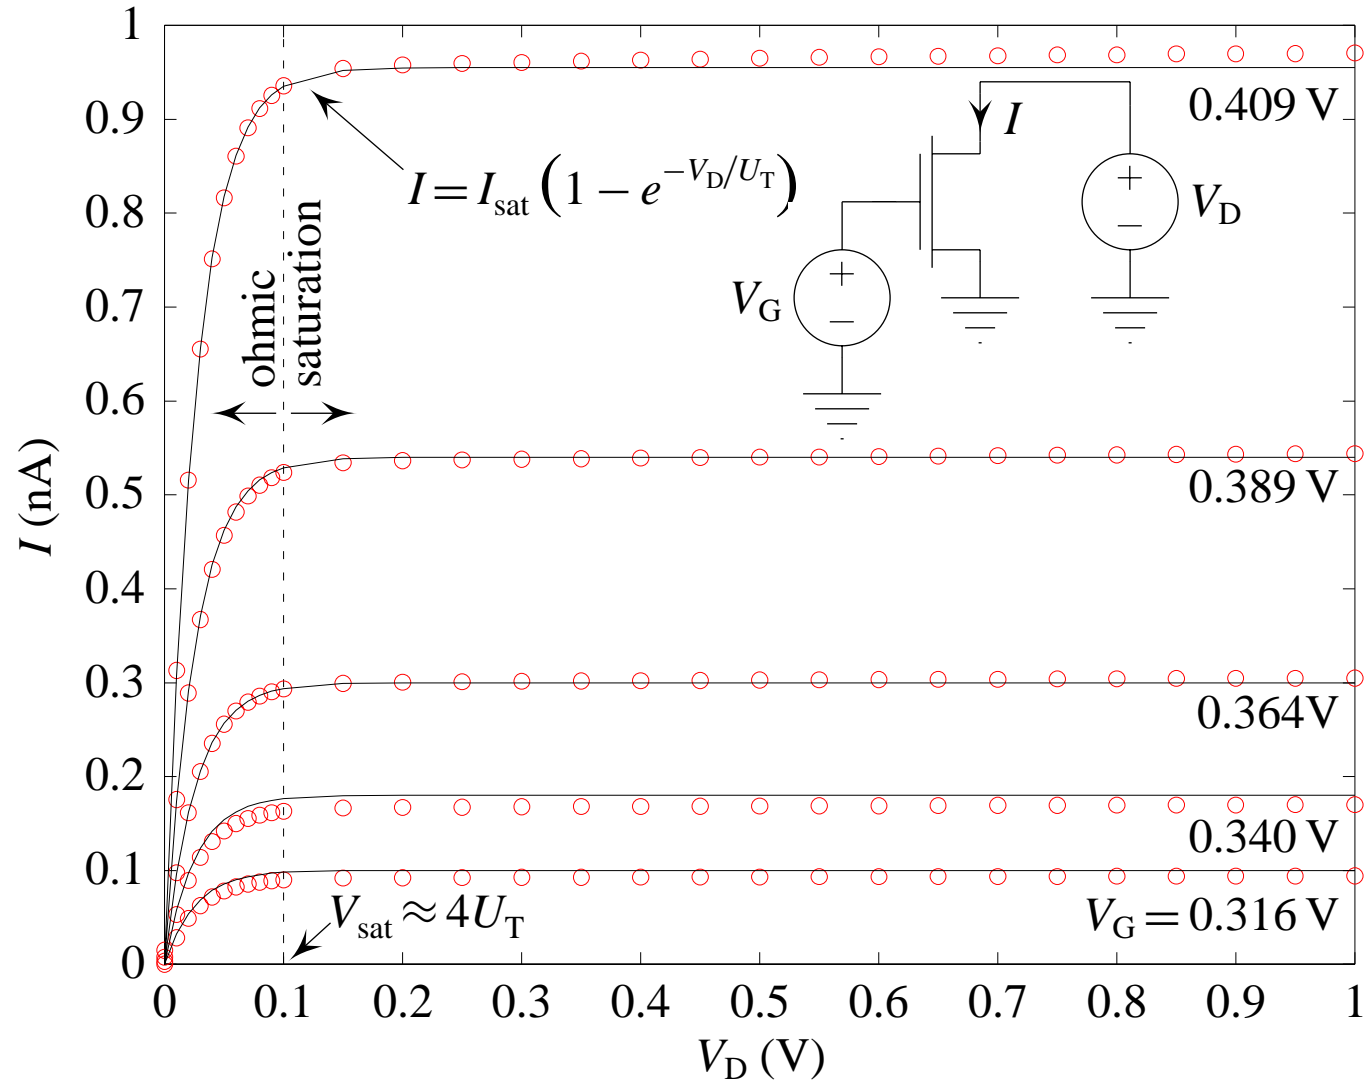 1
0.9
0.8
0.7
0.6
0.5
0.4
0.3
0.2
0.1
0
I (nA)
0 0.1 0.2 0.3 0.4 0.5 0.6 0.7 0.8 0.9 1
V_D (V)
I = I_sat (1 − e^{−V_D/U_T})
ohmic
saturation
V_sat ≈ 4U_T
I
V_G
+
−
V_D
+
−
0.409 V
0.389 V
0.364V
0.340 V
V_G = 0.316 V